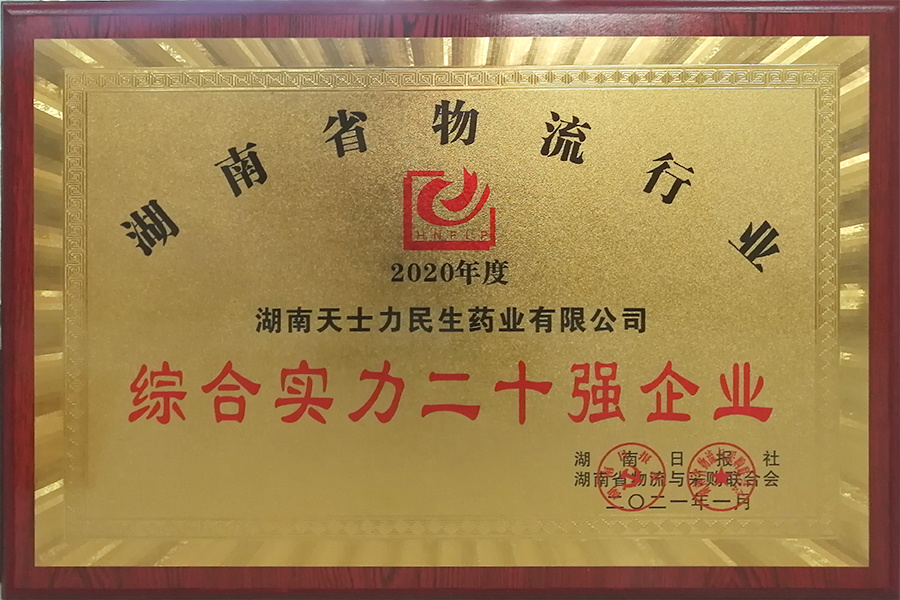 湖南省物流行业
HNFLP
2020年度
湖南天士力民生药业有限公司
综合实力二十强企业
湖南日报社
湖南省物流与采购联合会
二〇二一年一月